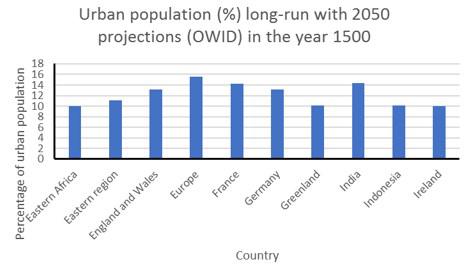 Urban population (%) long-run with 2050
projections (OWID) in the year 1500
Percentage of urban population
18
16
14
12
10
8
6
4
2
0
Eastern Africa
Eastern region
England and Wales
Europe
France
Germany
Greenland
India
Indonesia
Ireland
Country